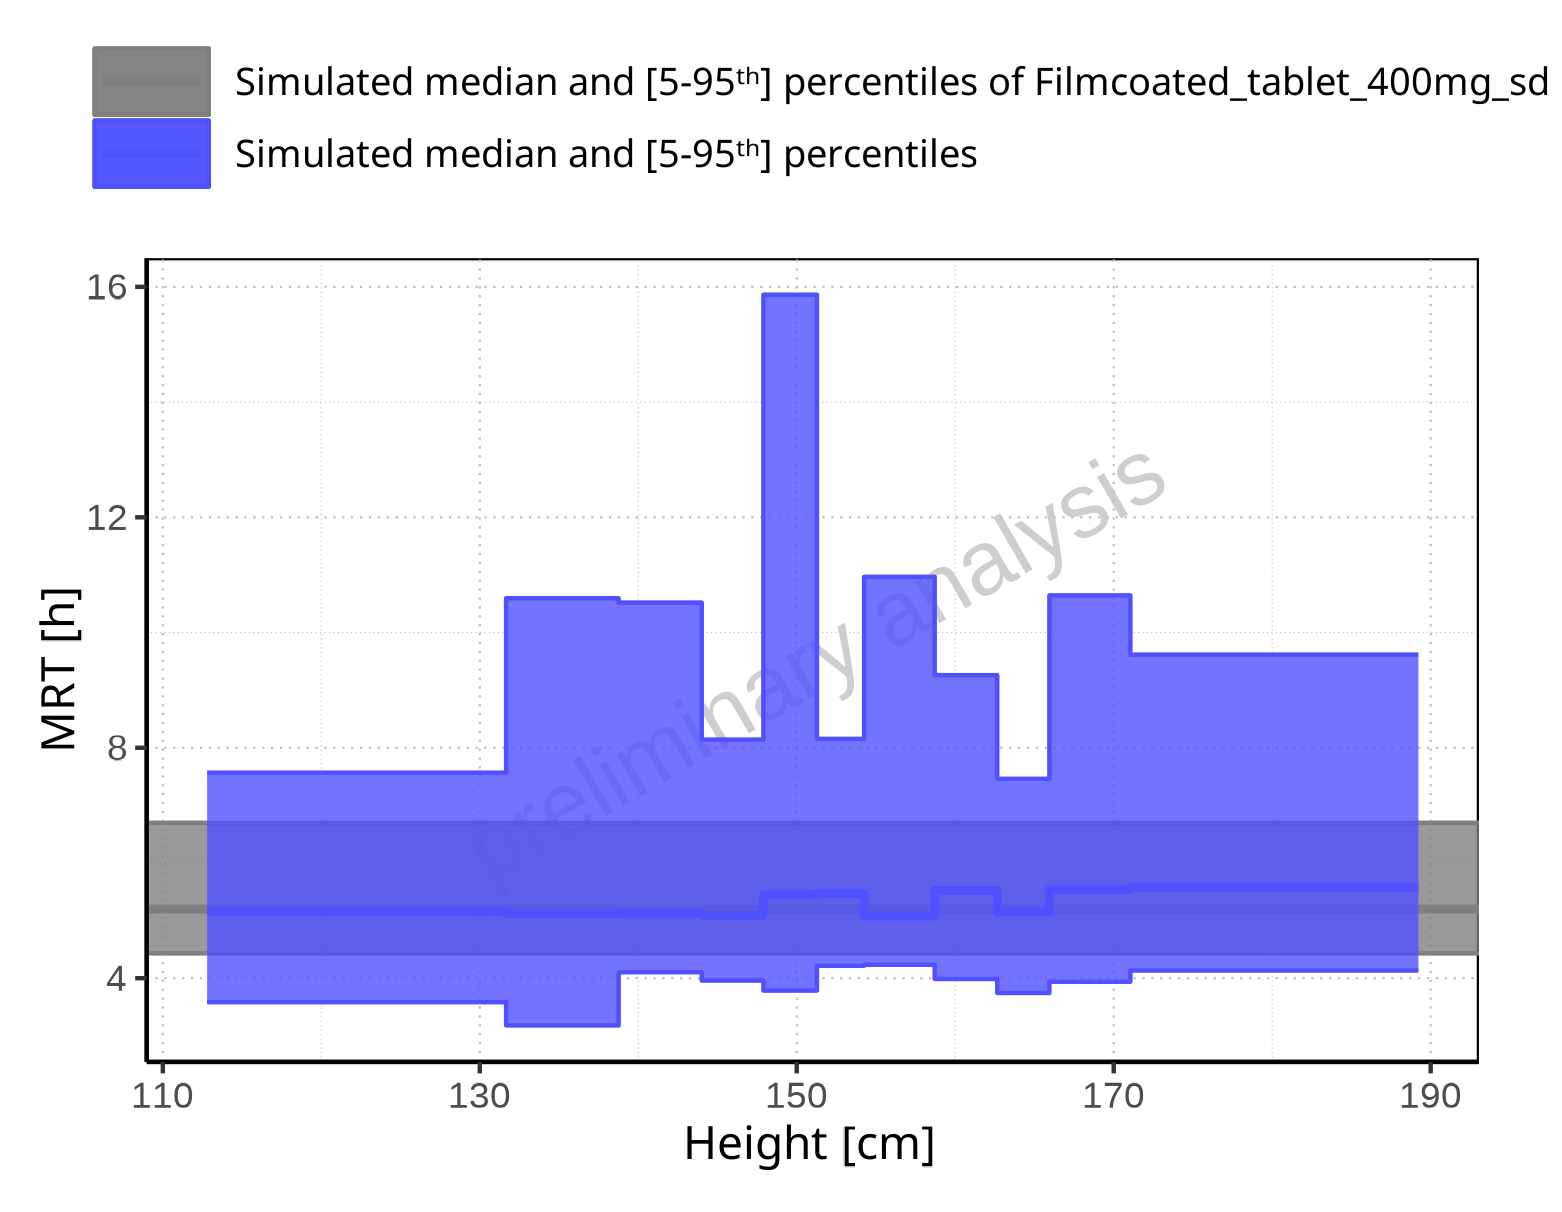 Simulated median and [5-95ᵗʰ] percentiles of Filmcoated_tablet_400mg_sd
Simulated median and [5-95ᵗʰ] percentiles
16
12
8
4
MRT [h]
preliminary analysis
110 130 150 170 190
Height [cm]